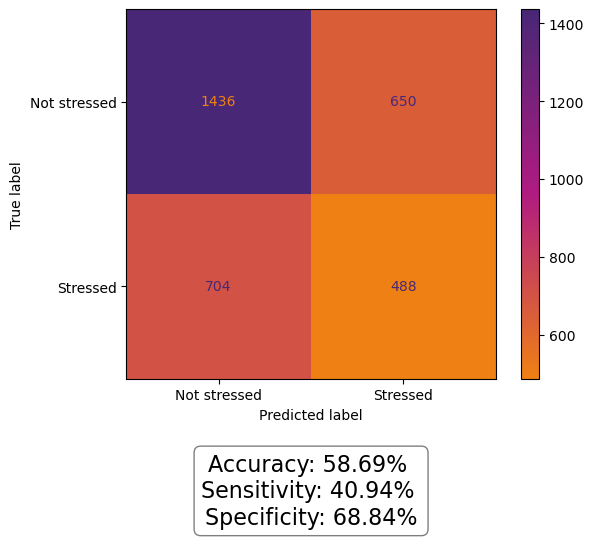 1400
1436
650
Not stressed
1200
True label
1000
800
704
488
Stressed
600
Not stressed
Stressed
Predicted label
Accuracy: 58.69%
Sensitivity: 40.94%
Specificity: 68.84%